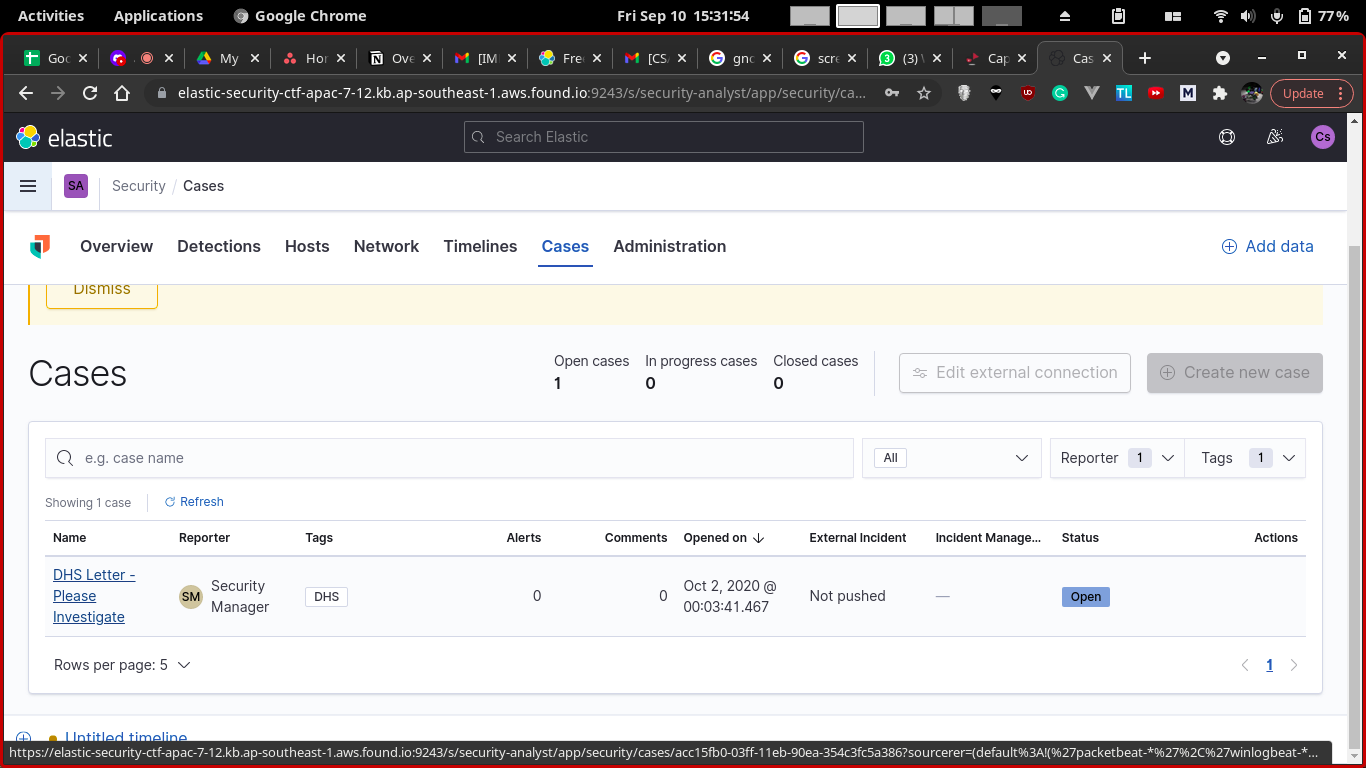 Activities Applications Google Chrome Fri Sep 10 15:31:54 77%
Goo My Hor Ove [IM Fre [CS/ gno scre (3) W Cap Cas
elastic-security-ctf-apac-7-12.kb.ap-southeast-1.aws.found.io:9243/s/security-analyst/app/security/ca... Update
elastic Search Elastic Cs
SA Security / Cases
Overview Detections Hosts Network Timelines Cases Administration Add data
Dismiss
Cases
Open cases In progress cases Closed cases
1 0 0
Edit external connection Create new case
e.g. case name All Reporter 1 Tags 1
Showing 1 case Refresh
Name Reporter Tags Alerts Comments Opened on External Incident Incident Manage... Status Actions
DHS Letter - Please Investigate SM Security Manager DHS 0 0 Oct 2, 2020 @ 00:03:41.467 Not pushed — Open
Rows per page: 5 1
Untitled timeline
https://elastic-security-ctf-apac-7-12.kb.ap-southeast-1.aws.found.io:9243/s/security-analyst/app/security/cases/acc15fb0-03ff-11eb-90ea-354c3fc5a386?sourcerer=(default%3A!(%27packetbeat-*%27%2C%27winlogbeat-*...